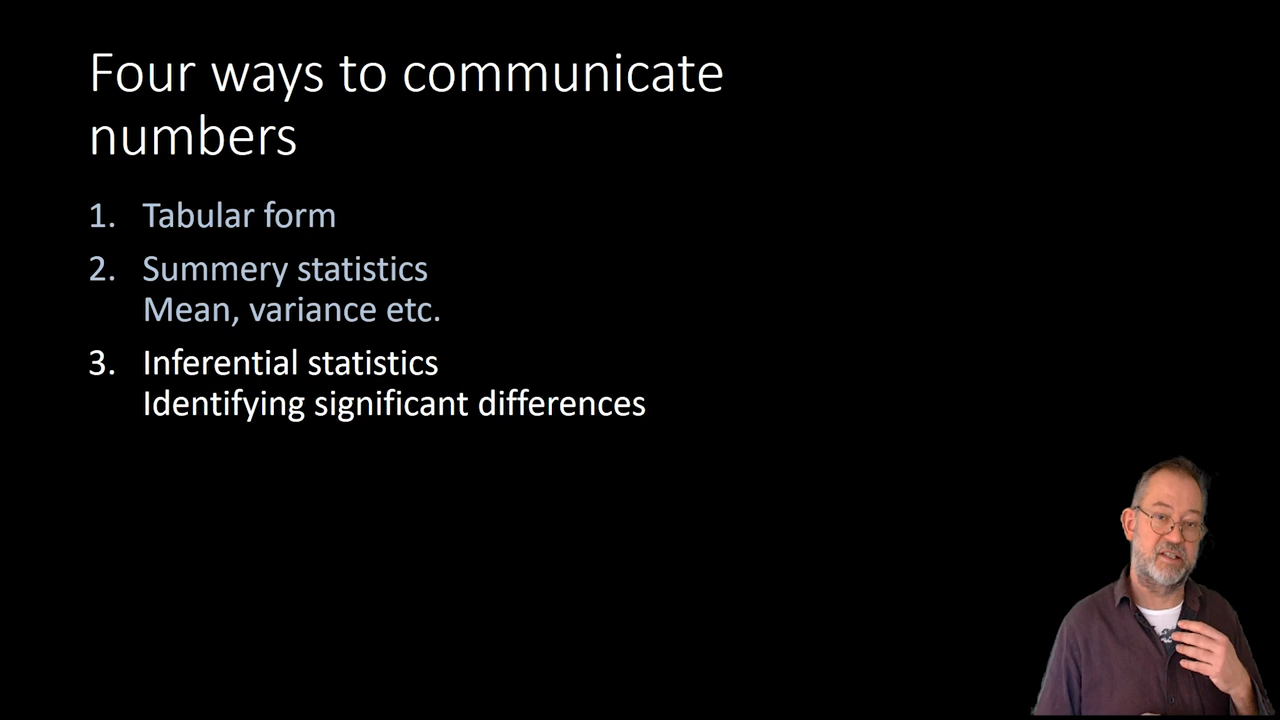 Four ways to communicate
numbers
1. Tabular form
2. Summery statistics
Mean, variance etc.
3. Inferential statistics
Identifying significant differences